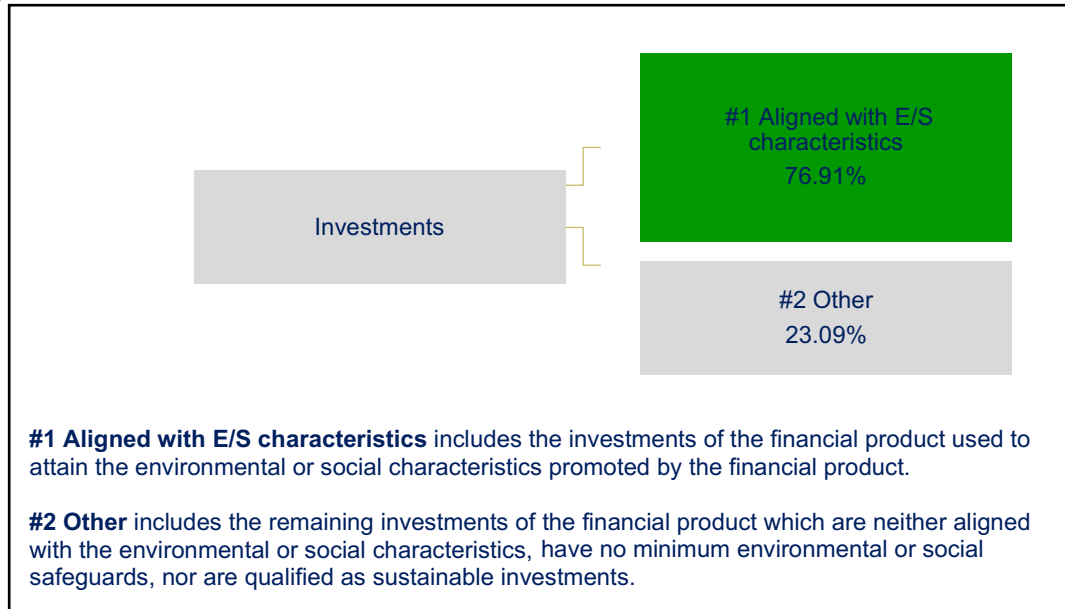 #1 Aligned with E/S
characteristics
76.91%
Investments
#2 Other
23.09%
#1 Aligned with E/S characteristics includes the investments of the financial product used to
attain the environmental or social characteristics promoted by the financial product.
#2 Other includes the remaining investments of the financial product which are neither aligned
with the environmental or social characteristics, have no minimum environmental or social
safeguards, nor are qualified as sustainable investments.